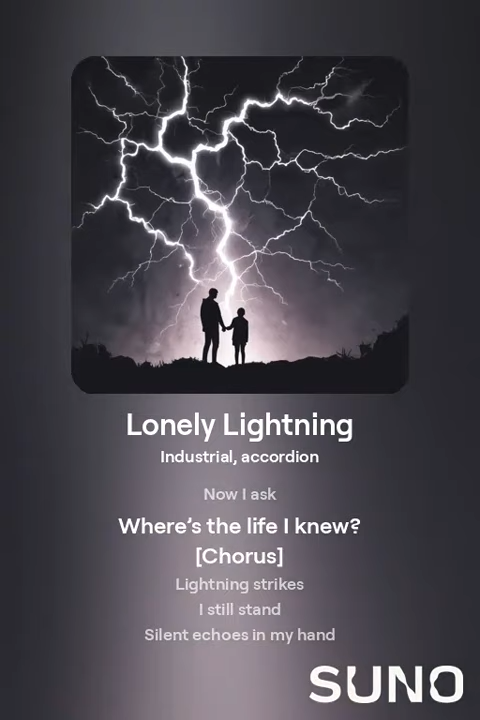 Lonely Lightning
Industrial, accordion
Now I ask
Where's the life I knew?
[Chorus]
Lightning strikes
I still stand
Silent echoes in my hand
SUNO